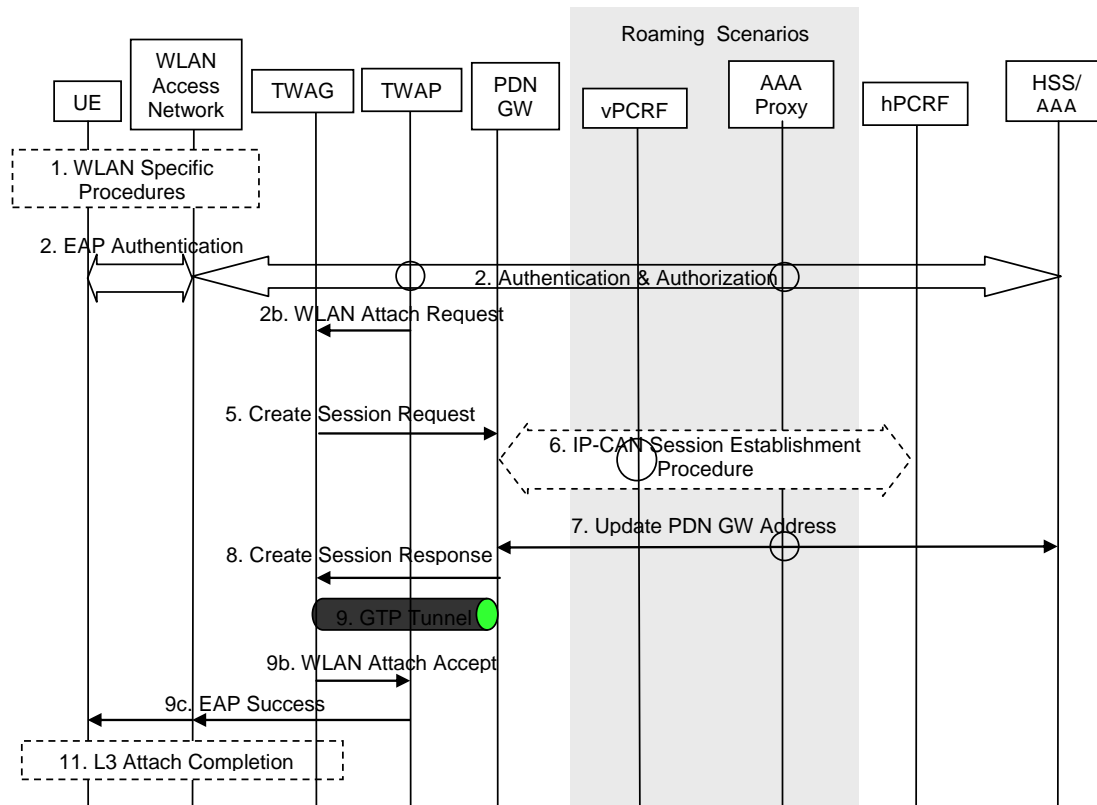 Roaming Scenarios
UE
WLAN
Access
Network
TWAG
TWAP
PDN
GW
vPCRF
AAA
Proxy
hPCRF
HSS/
AAA
1. WLAN Specific
Procedures
2. EAP Authentication
2. Authentication & Authorization
2b. WLAN Attach Request
5. Create Session Request
6. IP-CAN Session Establishment
Procedure
7. Update PDN GW Address
8. Create Session Response
9. GTP Tunnel
9b. WLAN Attach Accept
9c. EAP Success
11. L3 Attach Completion